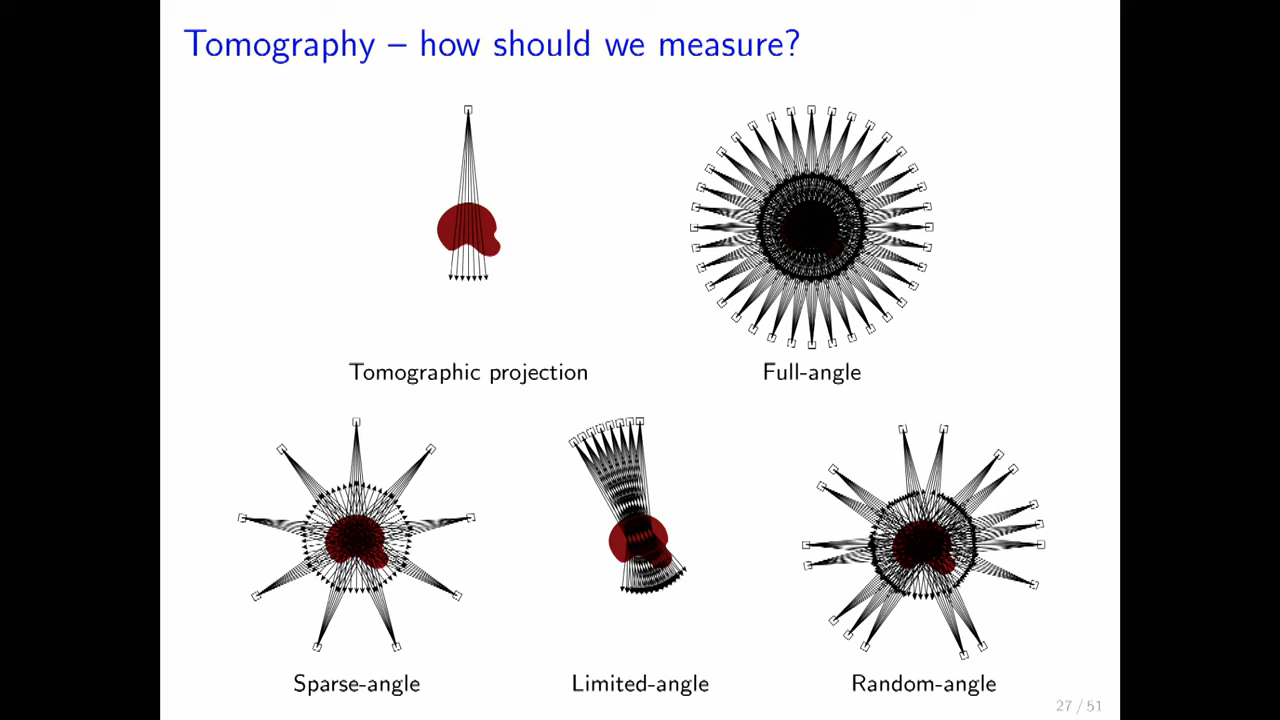 Tomography – how should we measure?
Tomographic projection
Full-angle
Sparse-angle
Limited-angle
Random-angle
27 / 51